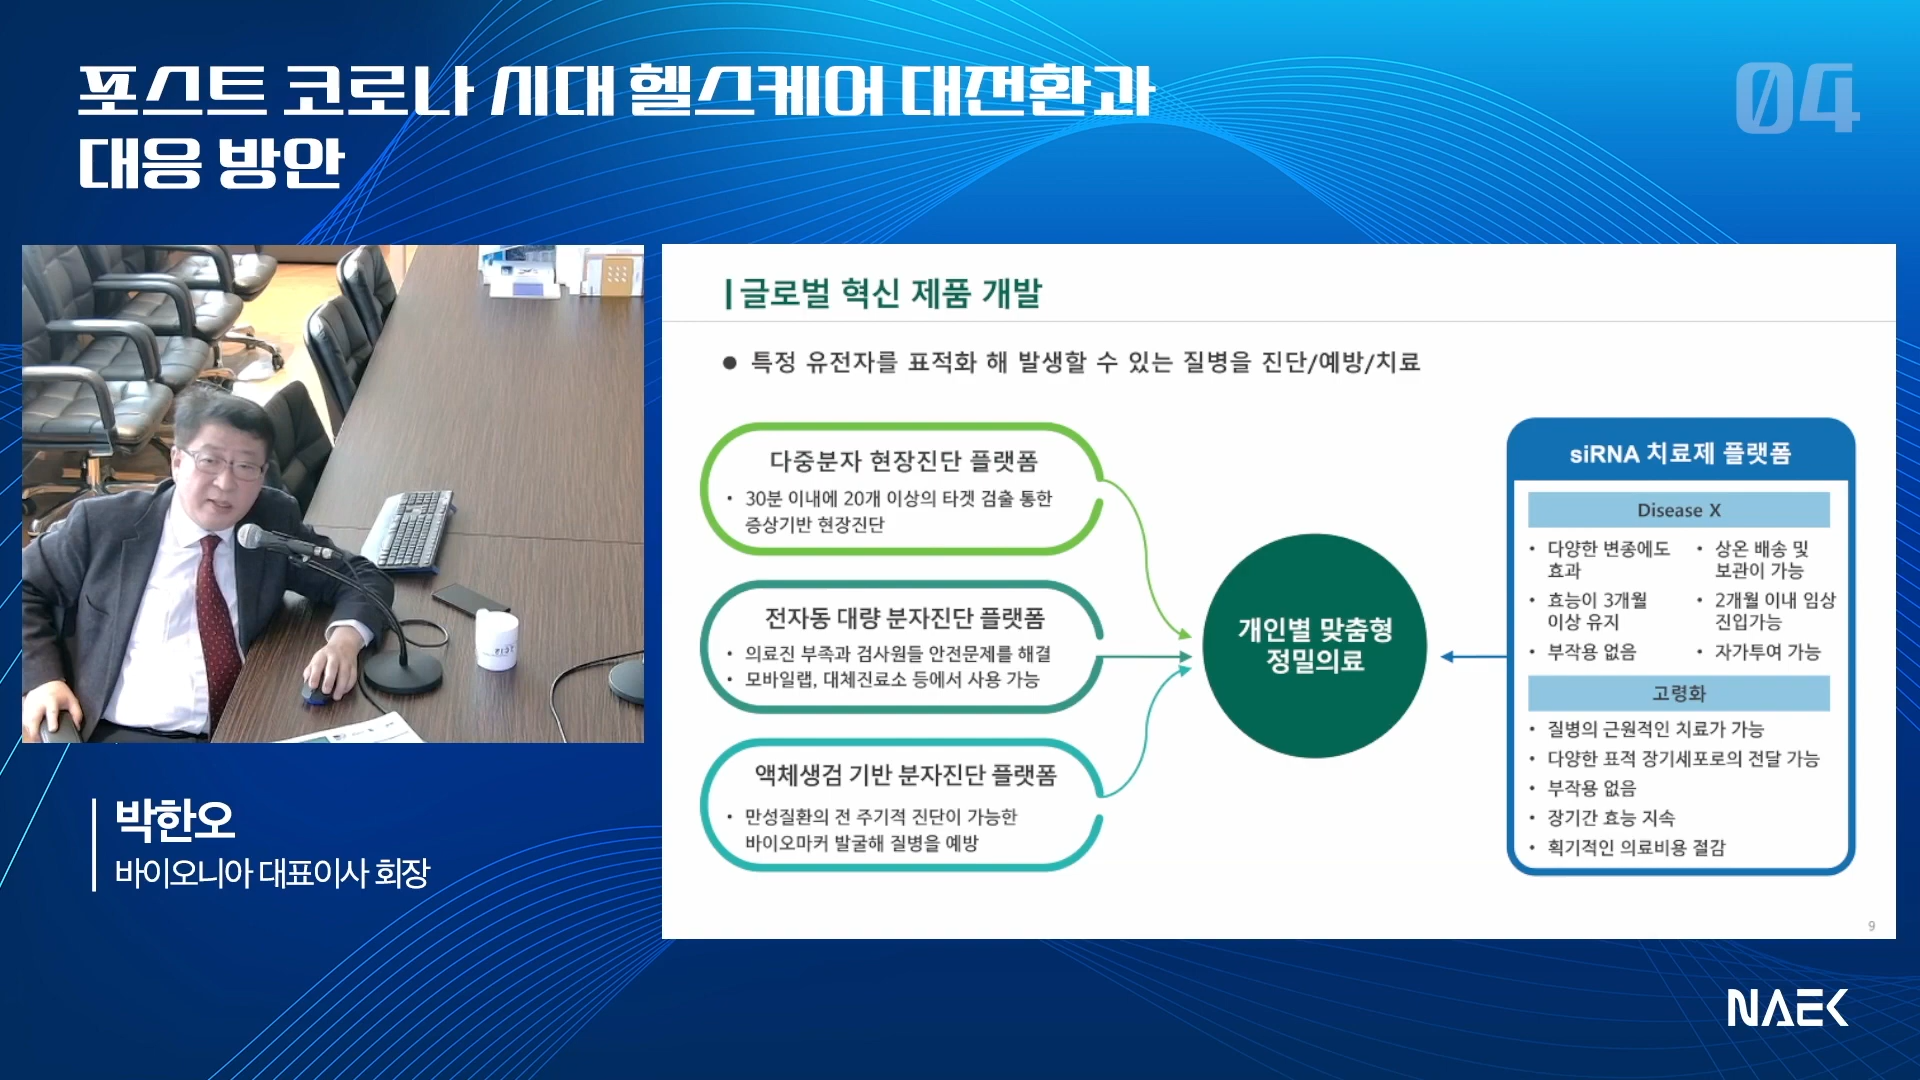 포스트 코로나 시대 헬스케어 대전환과
대응 방안
04
글로벌 혁신 제품 개발
● 특정 유전자를 표적화 해 발생할 수 있는 질병을 진단/예방/치료
다중분자 현장진단 플랫폼
• 30분 이내에 20개 이상의 타겟 검출 통한
증상기반 현장진단
전자동 대량 분자진단 플랫폼
• 의료진 부족과 검사원들 안전문제를 해결
• 모바일랩, 대체진료소 등에서 사용 가능
액체생검 기반 분자진단 플랫폼
• 만성질환의 전 주기적 진단이 가능한
바이오마커 발굴해 질병을 예방
개인별 맞춤형
정밀의료
siRNA 치료제 플랫폼
Disease X
• 다양한 변종에도
효과
• 효능이 3개월
이상 유지
• 부작용 없음
• 상온 배송 및
보관이 가능
• 2개월 이내 임상
진입가능
• 자가투여 가능
고령화
• 질병의 근원적인 치료가 가능
• 다양한 표적 장기세포로의 전달 가능
• 부작용 없음
• 장기간 효능 지속
• 획기적인 의료비용 절감
9
박한오
바이오니아 대표이사 회장
NAEK